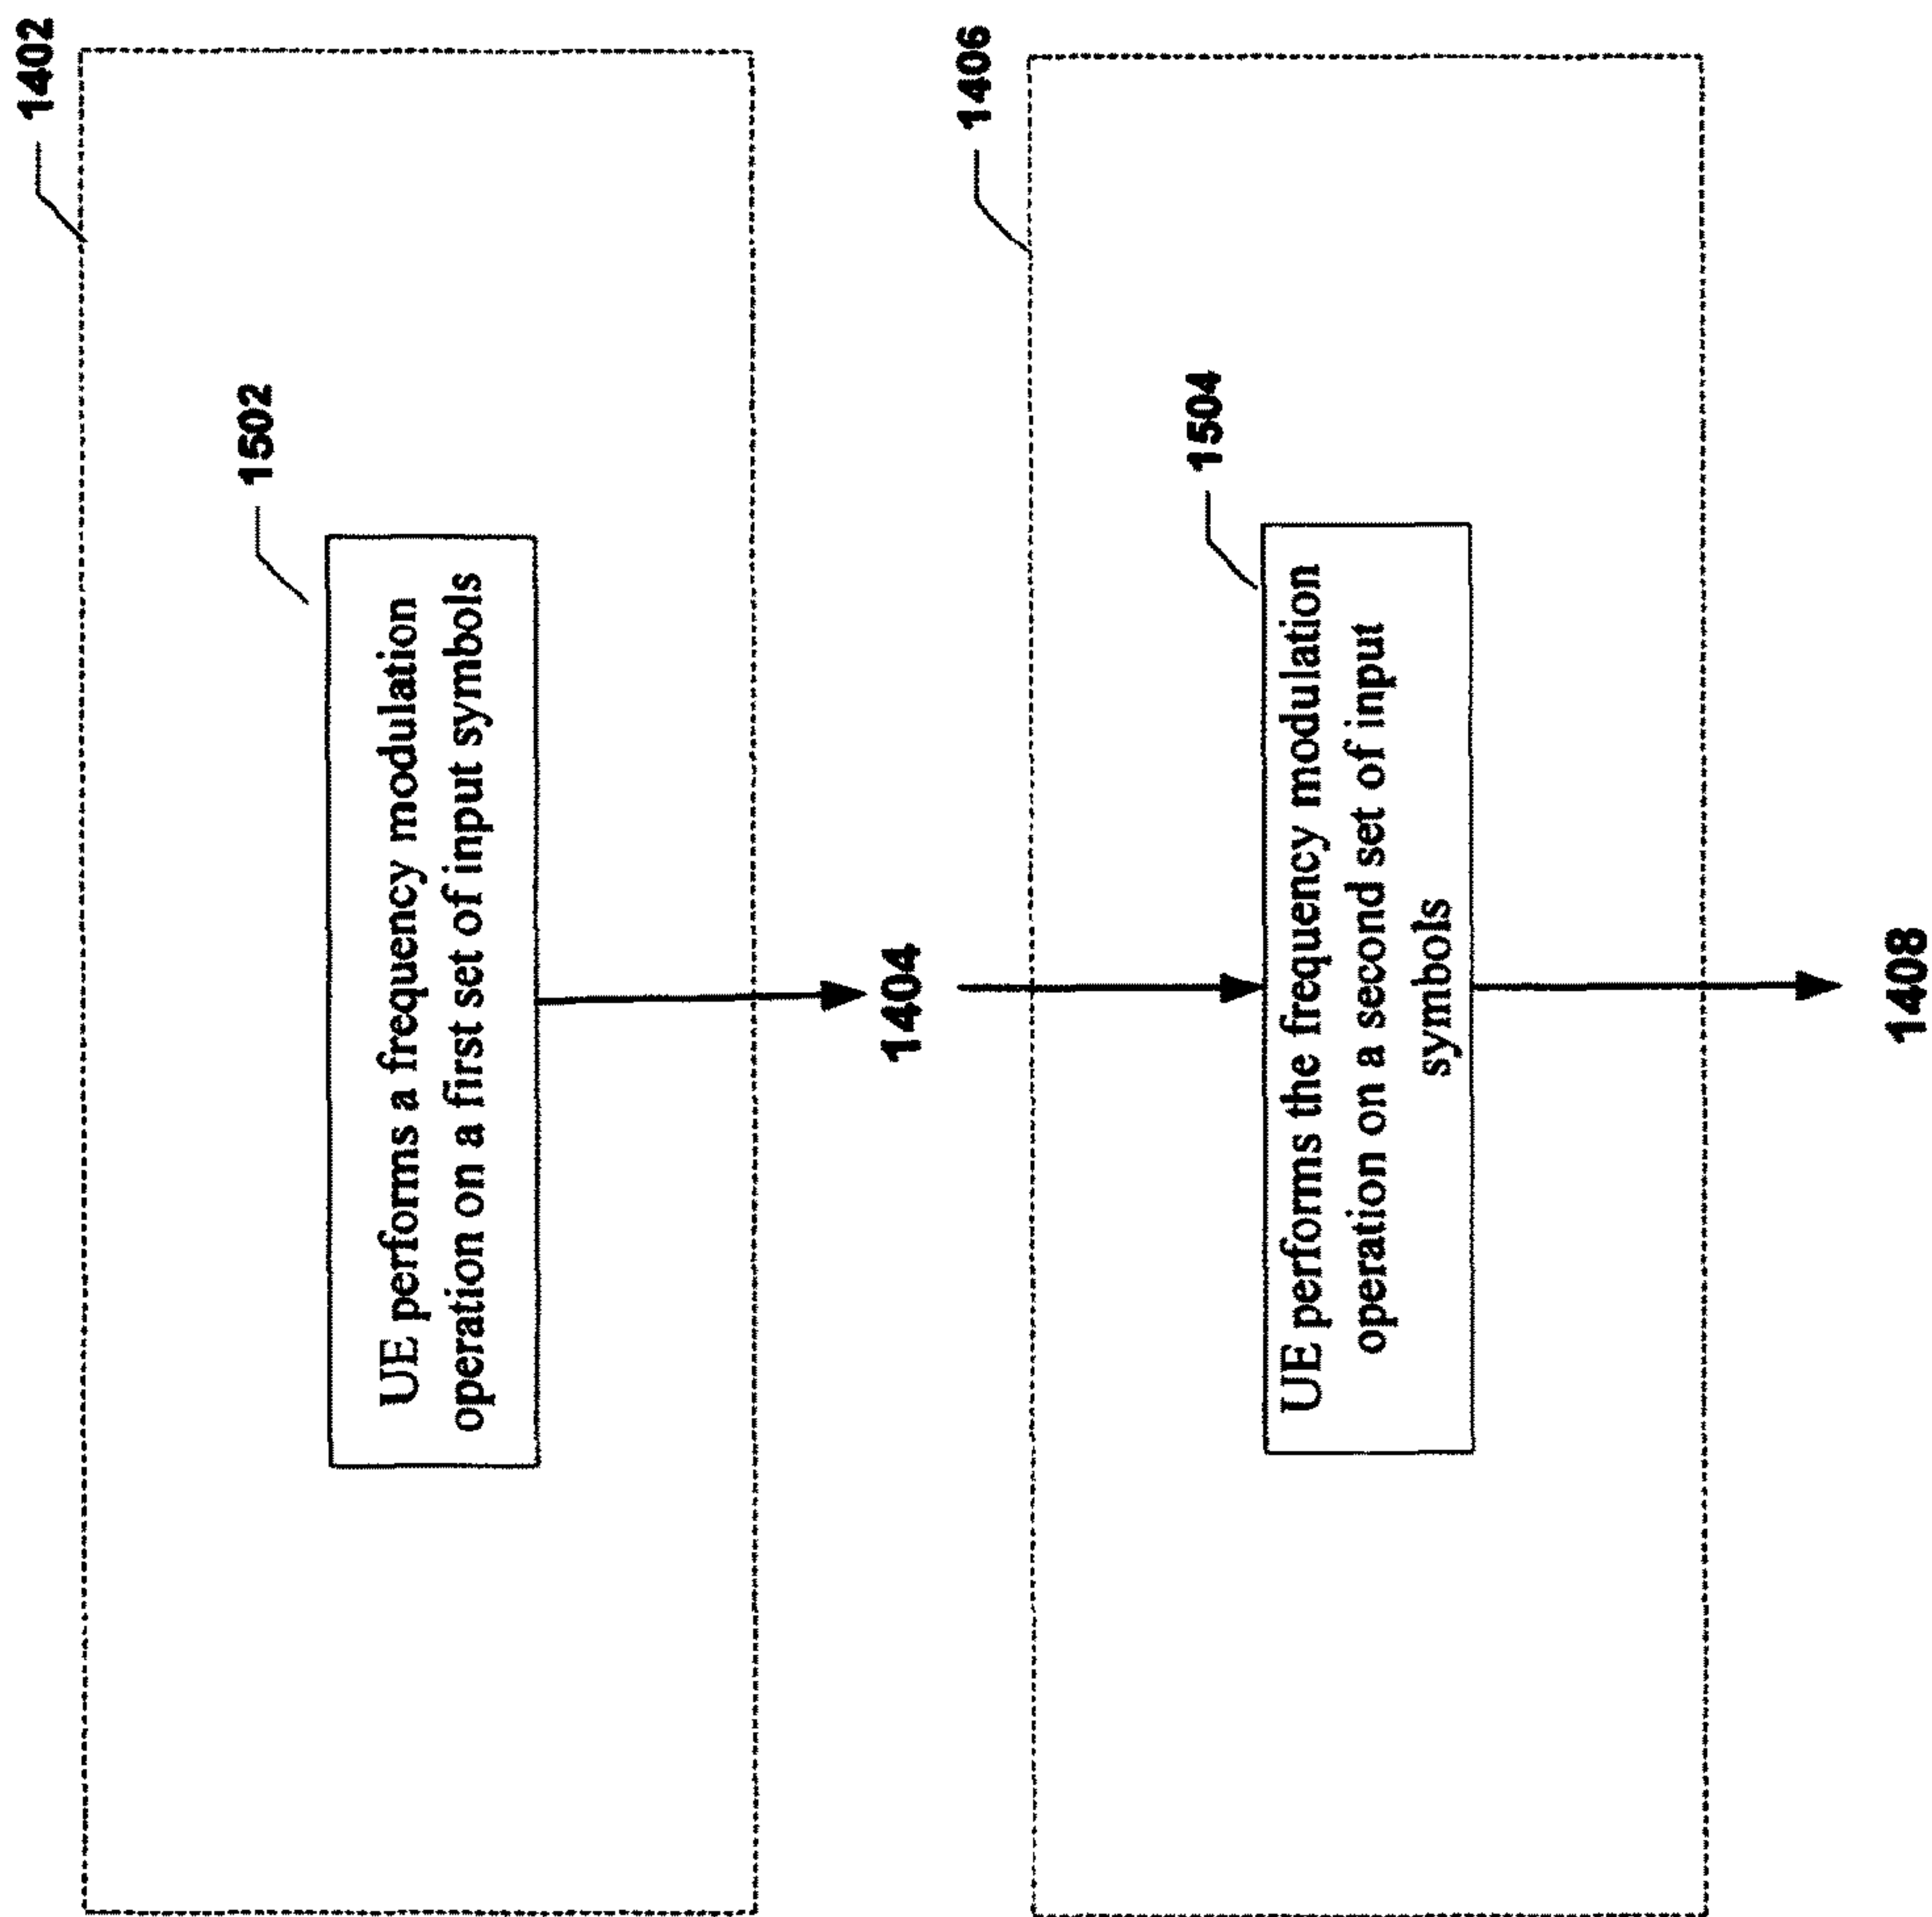 1402
1502
UE performs a frequency modulation
operation on a first set of input symbols
1404
1406
1504
UE performs the frequency modulation
operation on a second set of input
symbols
1408